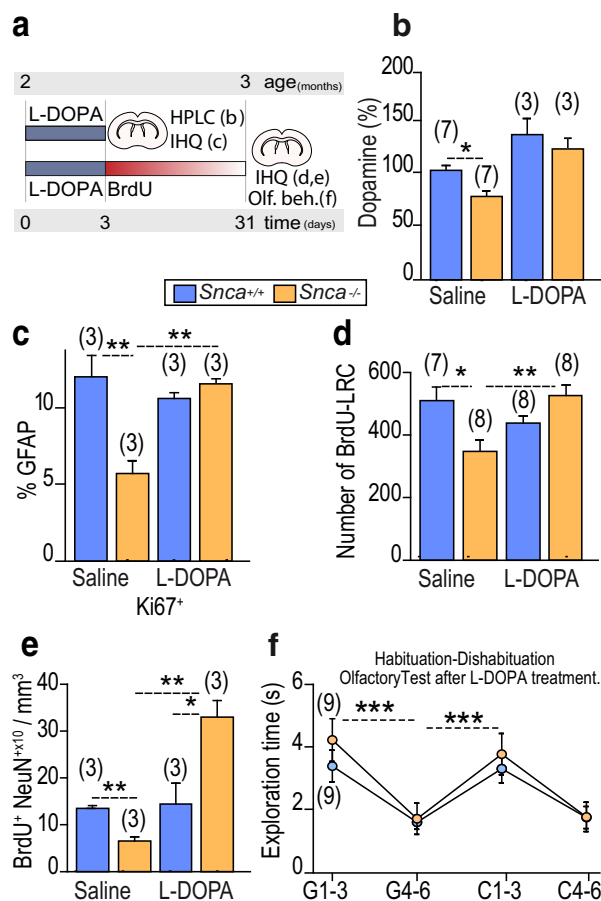 a
2 3 age(months)
L-DOPA
HPLC (b)
IHQ (c)
L-DOPA BrdU
IHQ (d,e)
Olf. beh.(f)
0 3 31 time (days)
b
Dopamine (%)
200
150
100
50
0
(7)
*
(7)
(3)
(3)
Saline L-DOPA
Snca+/+ Snca-/-
c
% GFAP
10
5
0
(3)
**
(3)
**
(3)
(3)
Saline L-DOPA
Ki67+
d
Number of BrdU-LRC
600
400
200
0
(7)
*
(8)
**
(8)
(8)
Saline L-DOPA
e
BrdU+ NeuN+x10 / mm3
40
30
20
10
0
(3)
**
(3)
**
*
(3)
(3)
Saline L-DOPA
f
Habituation-Dishabituation
OlfactoryTest after L-DOPA treatment.
Exploration time (s)
6
4
2
0
(9)
(9)
***
***
G1-3 G4-6 C1-3 C4-6